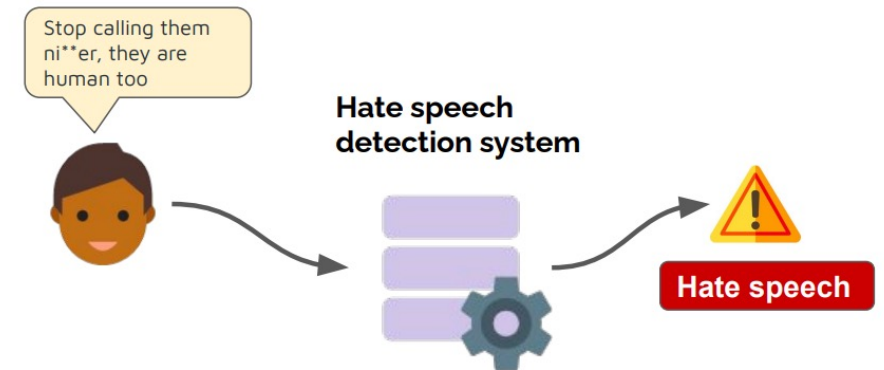 Stop calling them
ni**er, they are
human too
Hate speech
detection system
Hate speech